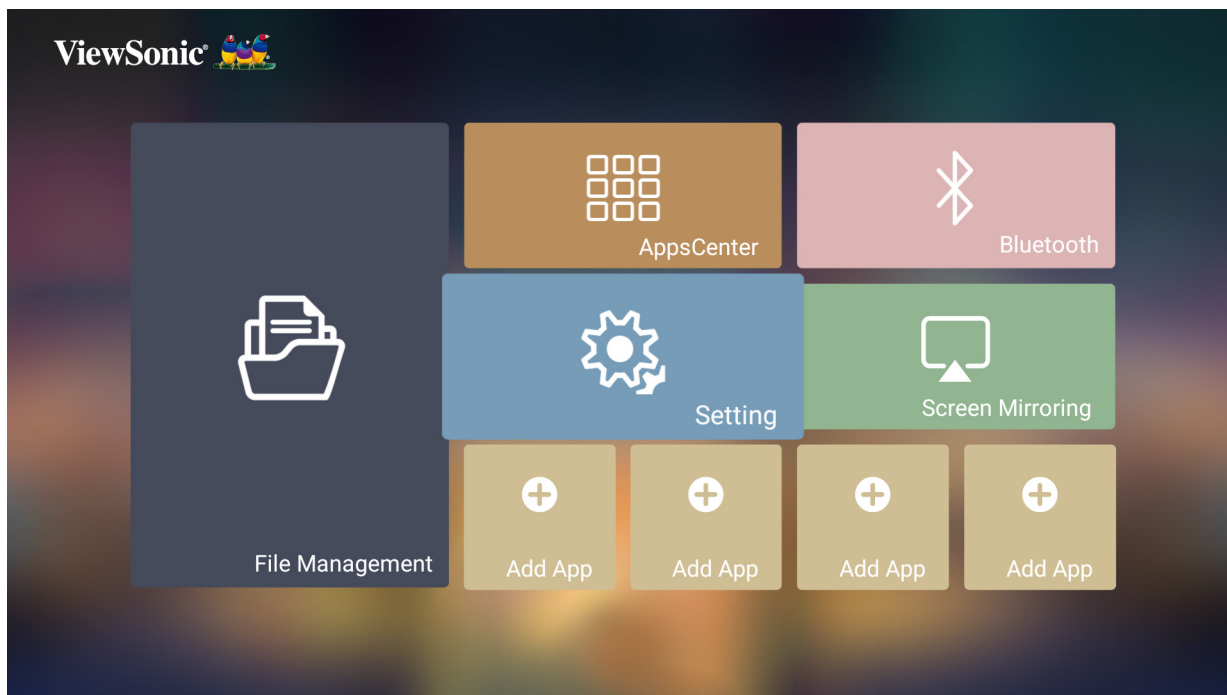 ViewSonic®
AppsCenter
Bluetooth
Setting
Screen Mirroring
File Management
Add App
Add App
Add App
Add App